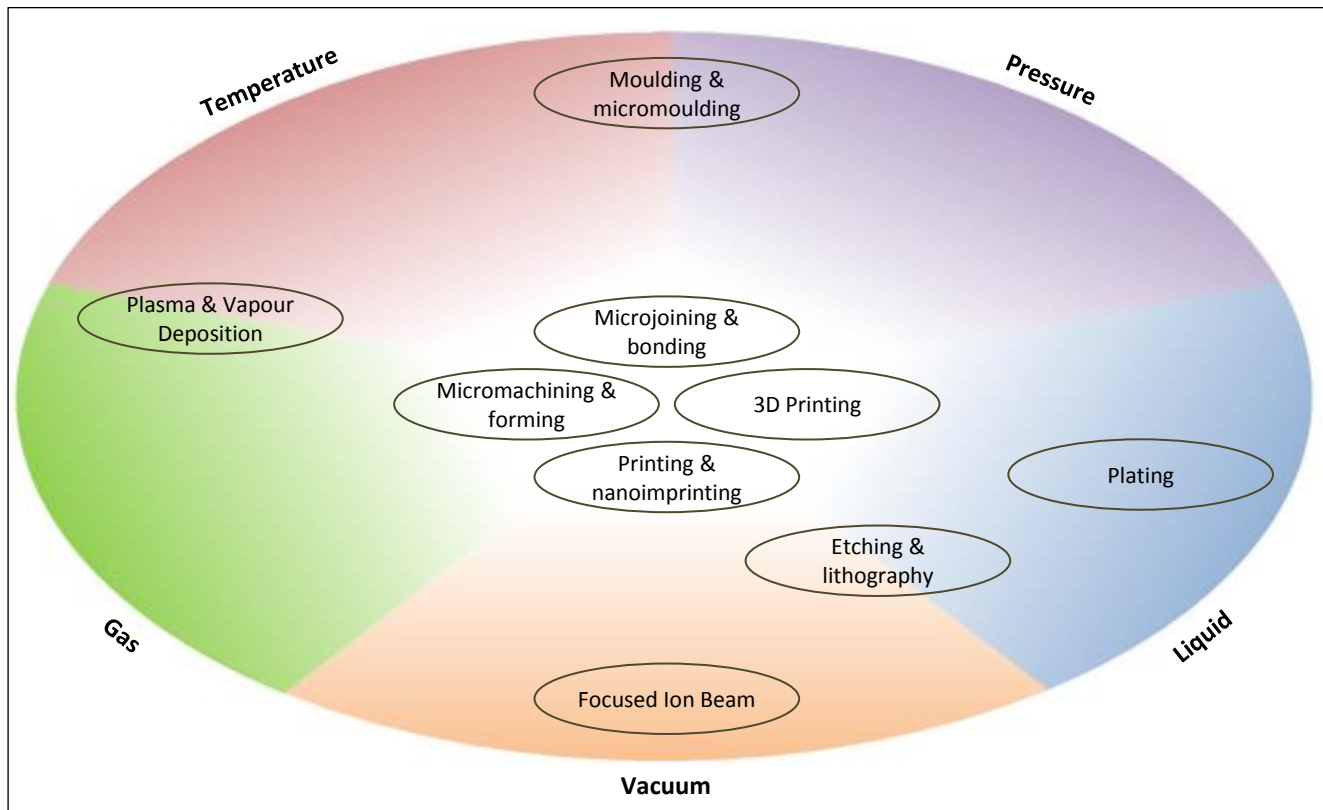 Temperature
Pressure
Moulding &
micromoulding
Plasma & Vapour
Deposition
Microjoining &
bonding
Micromachining &
forming
3D Printing
Printing &
nanoimprinting
Plating
Etching &
lithography
Gas
Liquid
Focused Ion Beam
Vacuum